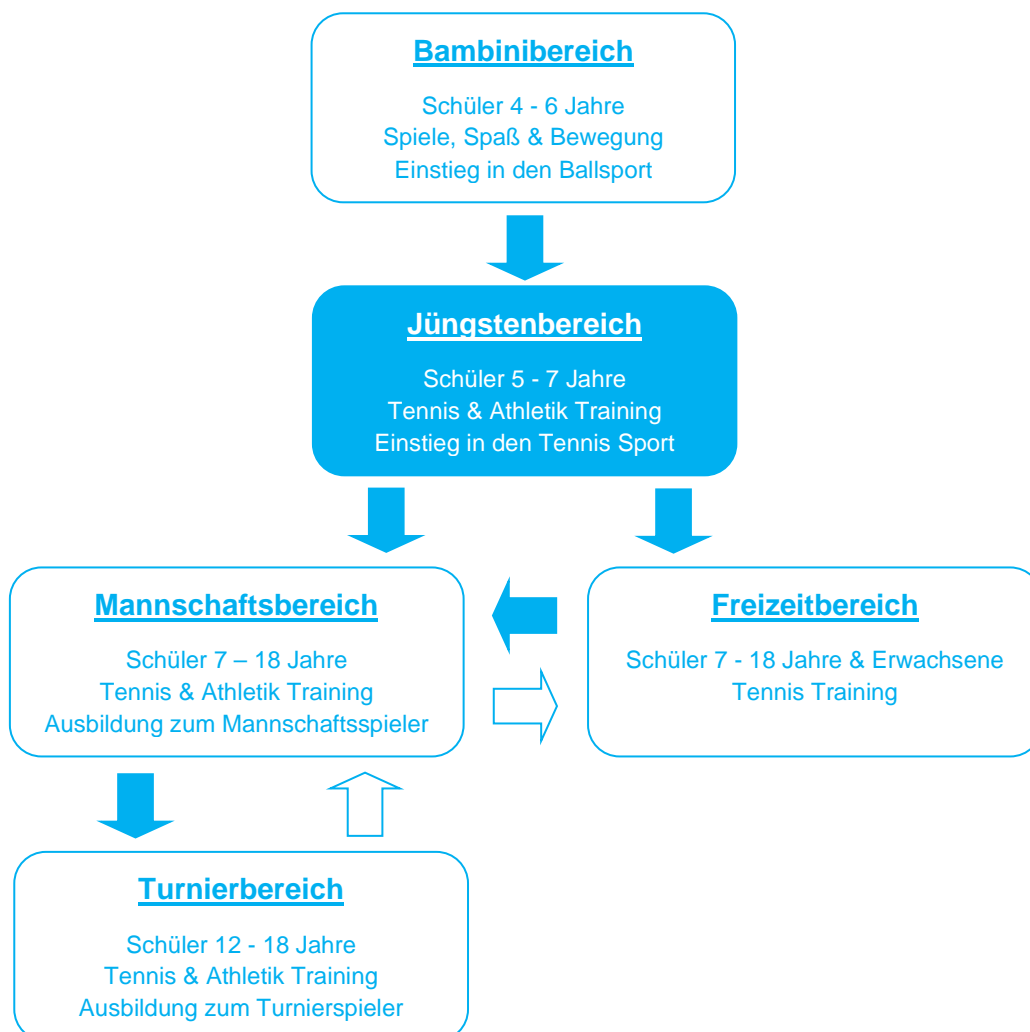 Bambinibereich
Schüler 4 - 6 Jahre
Spiele, Spaß & Bewegung
Einstieg in den Ballsport
Jüngstenbereich
Schüler 5 - 7 Jahre
Tennis & Athletik Training
Einstieg in den Tennis Sport
Mannschaftsbereich
Schüler 7 – 18 Jahre
Tennis & Athletik Training
Ausbildung zum Mannschaftsspieler
Freizeitbereich
Schüler 7 - 18 Jahre & Erwachsene
Tennis Training
Turnierbereich
Schüler 12 - 18 Jahre
Tennis & Athletik Training
Ausbildung zum Turnierspieler